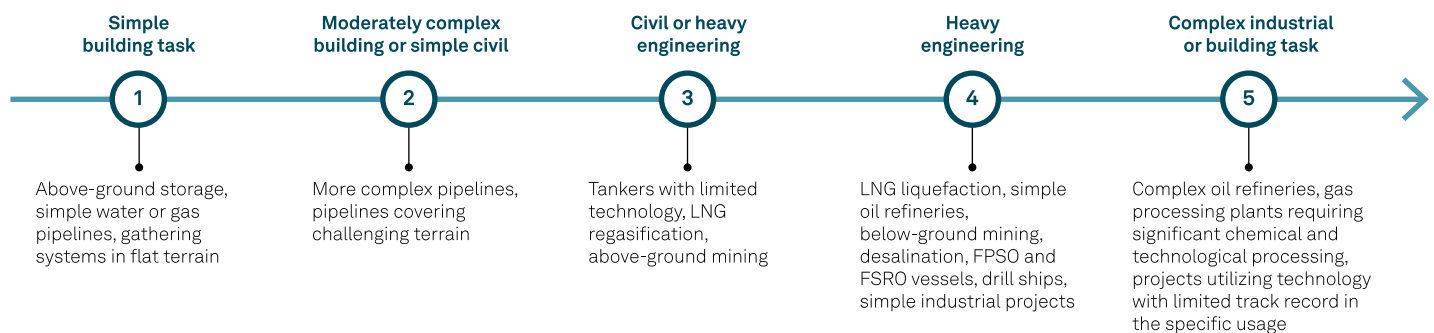 Simple
building task
Moderately complex
building or simple civil
Civil or heavy
engineering
Heavy
engineering
Complex industrial
or building task
1
2
3
4
5
Above-ground storage,
simple water or gas
pipelines, gathering
systems in flat terrain
More complex pipelines,
pipelines covering
challenging terrain
Tankers with limited
technology, LNG
regasification,
above-ground mining
LNG liquefaction, simple
oil refineries,
below-ground mining,
desalination, FPSO and
FSRO vessels, drill ships,
simple industrial projects
Complex oil refineries, gas
processing plants requiring
significant chemical and
technological processing,
projects utilizing technology
with limited track record in
the specific usage